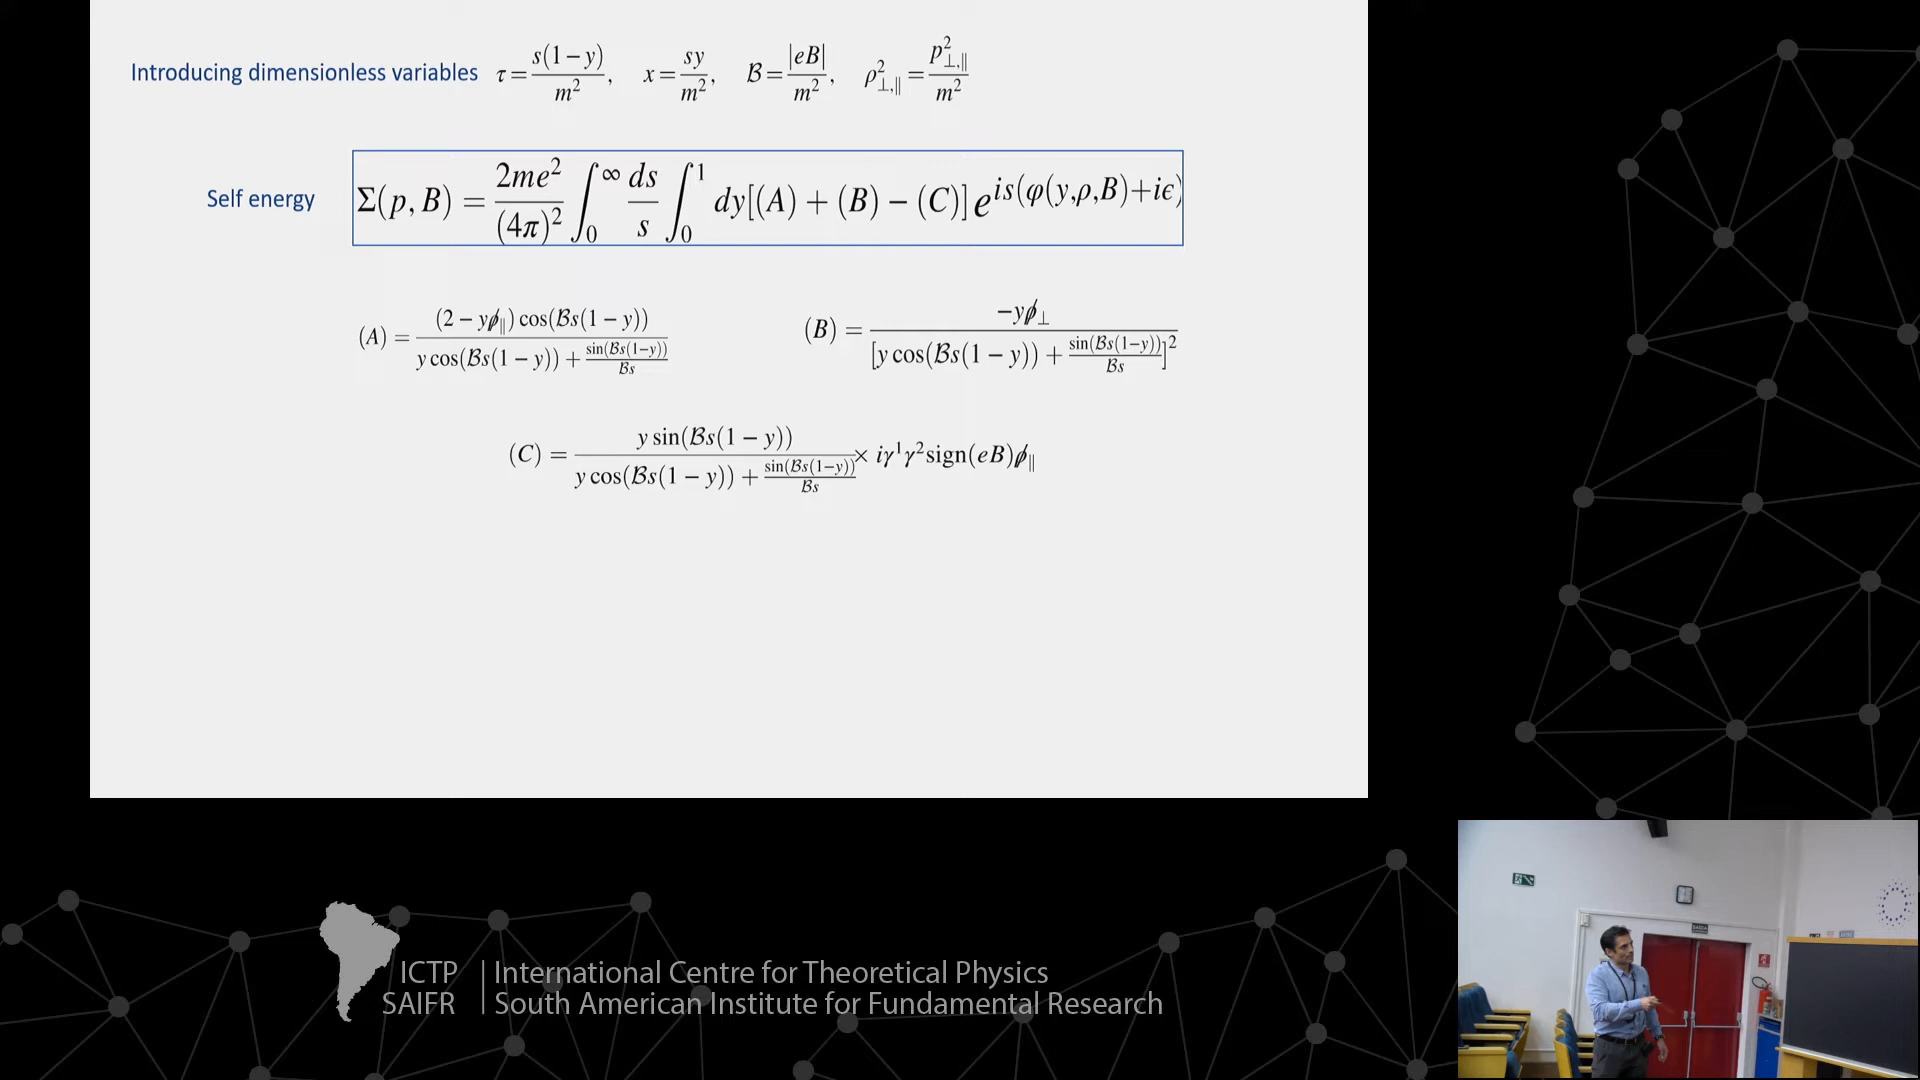 Introducing dimensionless variables τ = s(1 − y)/m², x = sy/m², ℬ = |eB|/m², ρ²⊥,∥ = p²⊥,∥/m²
Self energy Σ(p, B) = 2me²/(4π)² ∫₀^∞ ds/s ∫₀¹ dy[(A) + (B) − (C)] e^{is(φ(y,ρ,B)+iϵ)}
(A) = (2 − yρ̸∥) cos(ℬs(1 − y)) / (y cos(ℬs(1 − y)) + sin(ℬs(1−y))/ℬs)
(B) = −yρ̸⊥ / [y cos(ℬs(1 − y)) + sin(ℬs(1−y))/ℬs]²
(C) = y sin(ℬs(1 − y)) / (y cos(ℬs(1 − y)) + sin(ℬs(1−y))/ℬs) × iγ¹γ²sign(eB)ρ̸∥
ICTP | International Centre for Theoretical Physics
SAIFR | South American Institute for Fundamental Research